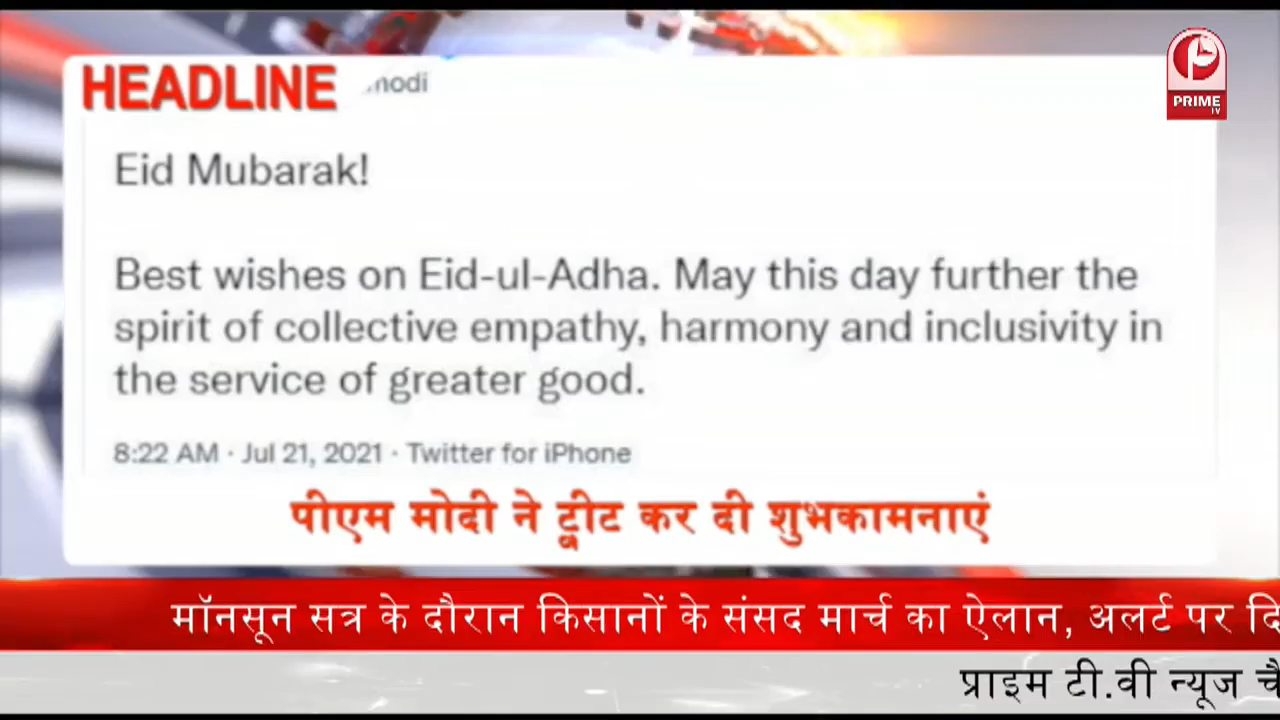 HEADLINE
modi
PRIME
TV
Eid Mubarak!
Best wishes on Eid-ul-Adha. May this day further the
spirit of collective empathy, harmony and inclusivity in
the service of greater good.
8:22 AM · Jul 21, 2021 · Twitter for iPhone
पीएम मोदी ने ट्वीट कर दी शुभकामनाएं
मॉनसून सत्र के दौरान किसानों के संसद मार्च का ऐलान, अलर्ट पर दि
प्राइम टी.वी न्यूज चै